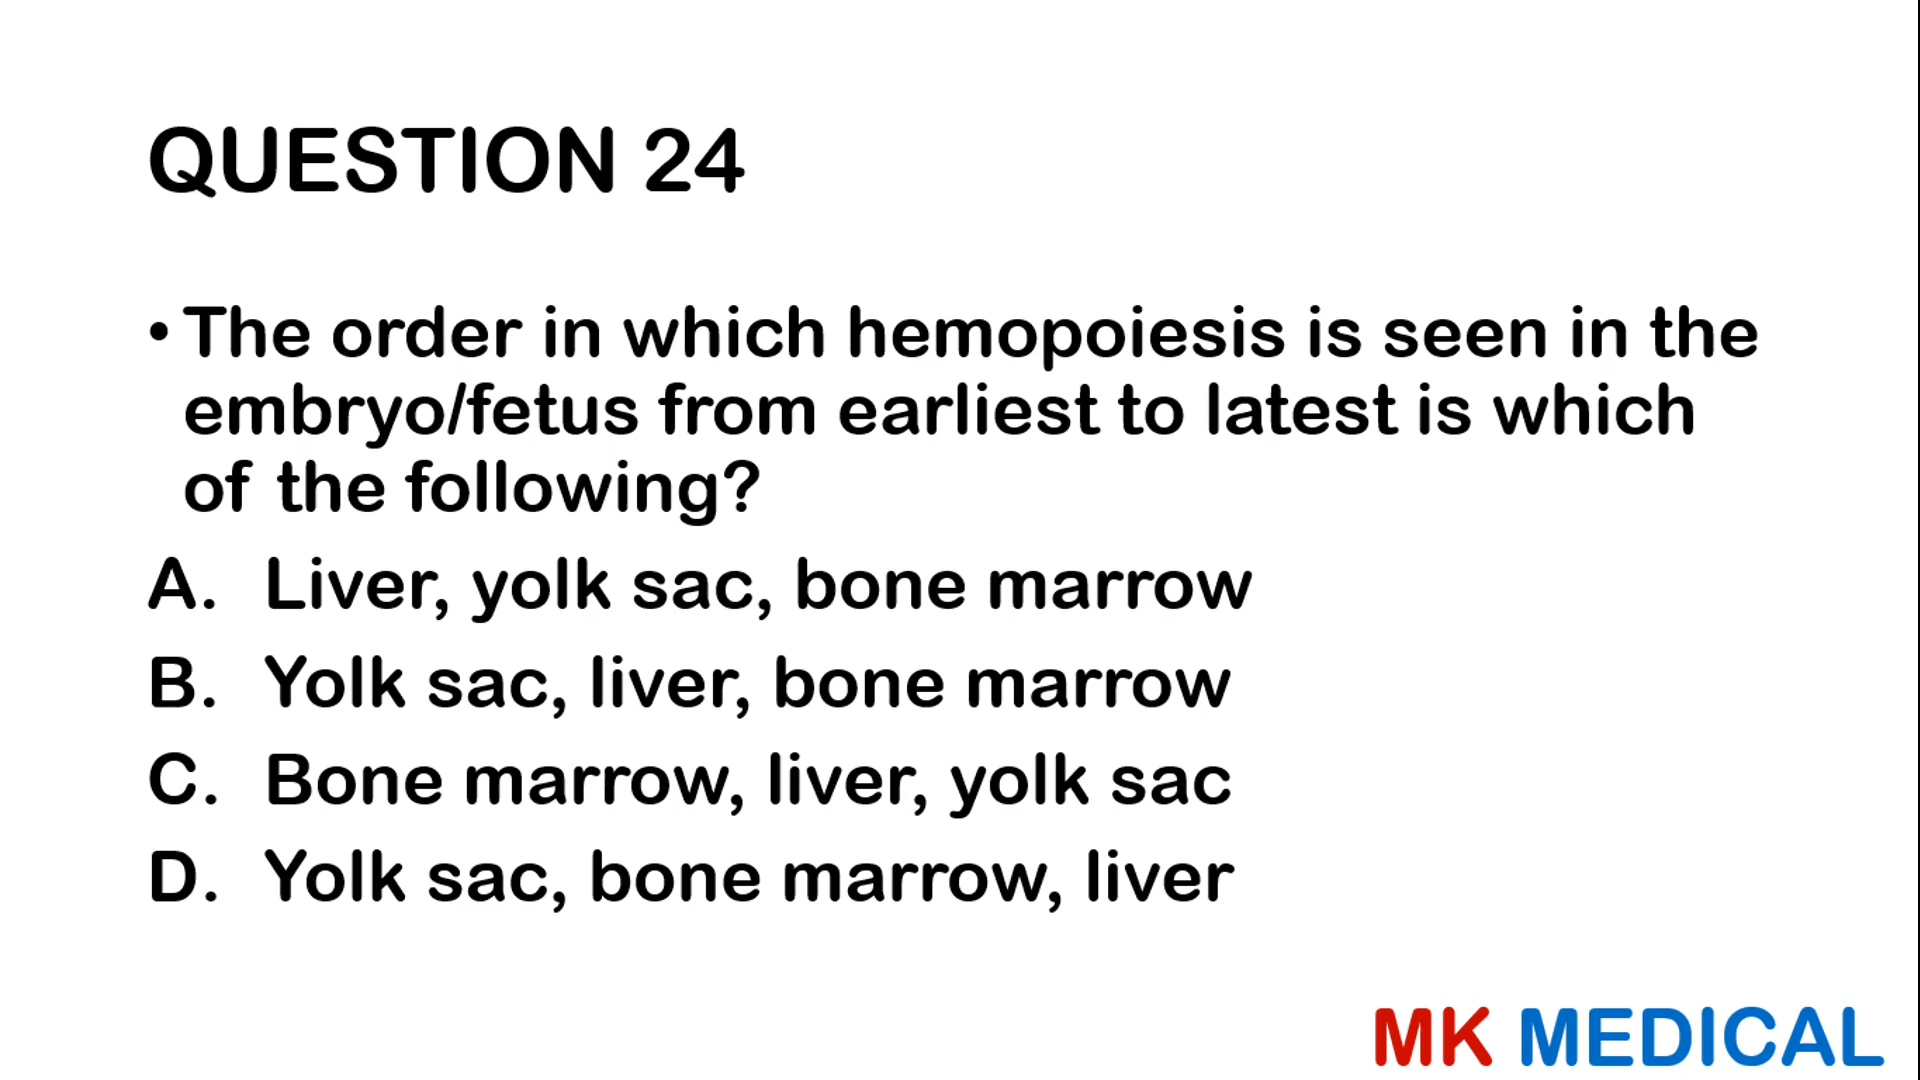 QUESTION 24
• The order in which hemopoiesis is seen in the
embryo/fetus from earliest to latest is which
of the following?
A. Liver, yolk sac, bone marrow
B. Yolk sac, liver, bone marrow
C. Bone marrow, liver, yolk sac
D. Yolk sac, bone marrow, liver
MK MEDICAL